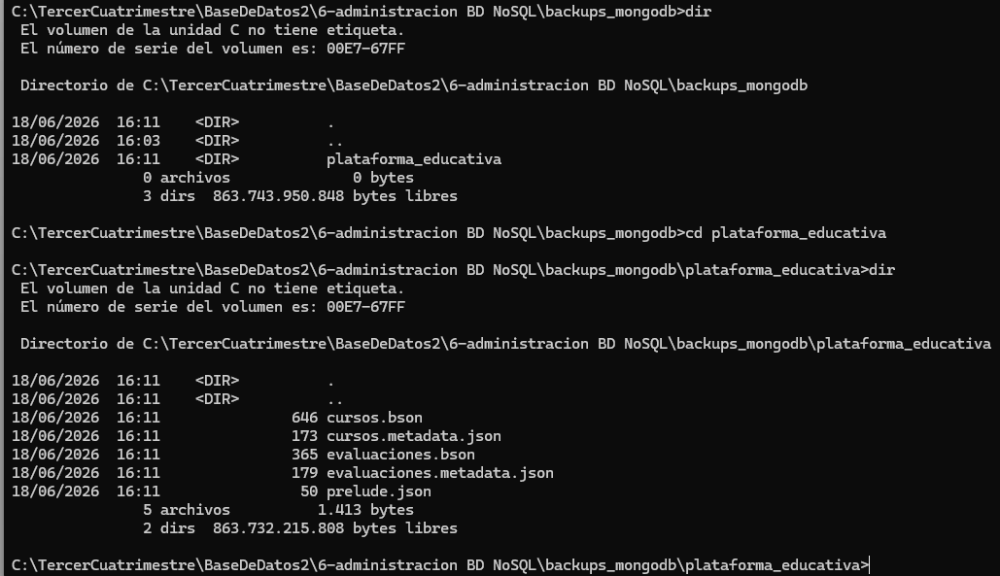 C:\TercerCuatrimestre\BaseDeDatos2\6-administracion BD NoSQL\backups_mongodb>dir
 El volumen de la unidad C no tiene etiqueta.
 El número de serie del volumen es: 00E7-67FF

 Directorio de C:\TercerCuatrimestre\BaseDeDatos2\6-administracion BD NoSQL\backups_mongodb

18/06/2026  16:11    <DIR>          .
18/06/2026  16:03    <DIR>          ..
18/06/2026  16:11    <DIR>          plataforma_educativa
               0 archivos              0 bytes
               3 dirs  863.743.950.848 bytes libres

C:\TercerCuatrimestre\BaseDeDatos2\6-administracion BD NoSQL\backups_mongodb>cd plataforma_educativa

C:\TercerCuatrimestre\BaseDeDatos2\6-administracion BD NoSQL\backups_mongodb\plataforma_educativa>dir
 El volumen de la unidad C no tiene etiqueta.
 El número de serie del volumen es: 00E7-67FF

 Directorio de C:\TercerCuatrimestre\BaseDeDatos2\6-administracion BD NoSQL\backups_mongodb\plataforma_educativa

18/06/2026  16:11    <DIR>          .
18/06/2026  16:11    <DIR>          ..
18/06/2026  16:11               646 cursos.bson
18/06/2026  16:11               173 cursos.metadata.json
18/06/2026  16:11               365 evaluaciones.bson
18/06/2026  16:11               179 evaluaciones.metadata.json
18/06/2026  16:11                50 prelude.json
               5 archivos          1.413 bytes
               2 dirs  863.732.215.808 bytes libres

C:\TercerCuatrimestre\BaseDeDatos2\6-administracion BD NoSQL\backups_mongodb\plataforma_educativa>